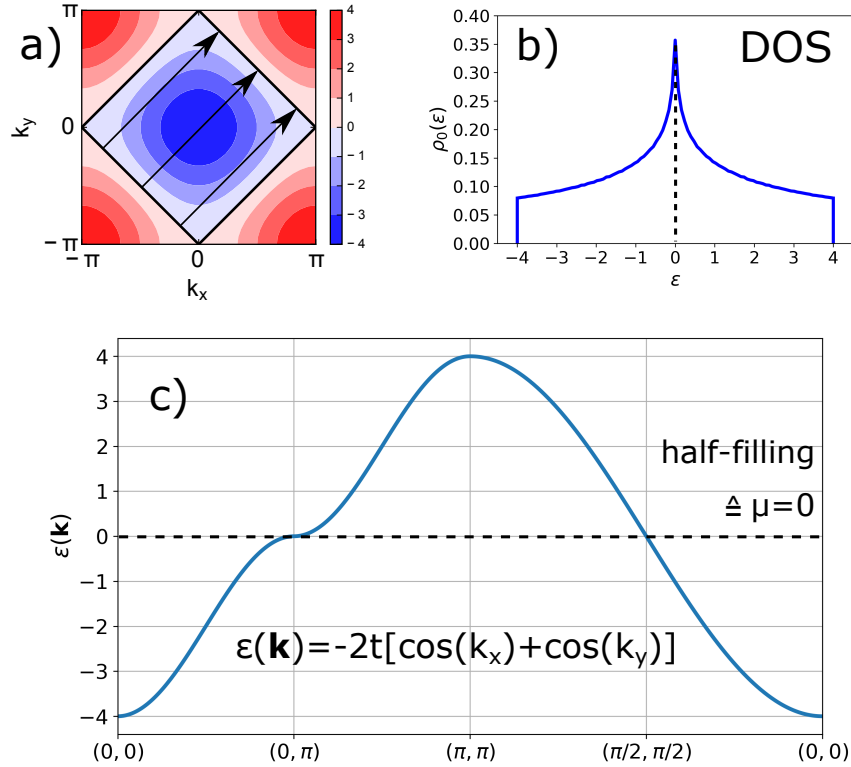 a)
π
0
−π
k_y
−π
0
π
k_x
4
3
2
1
0
−1
−2
−3
−4
b)
DOS
0.40
0.35
0.30
0.25
0.20
0.15
0.10
0.05
0.00
ρ₀(ε)
−4 −3 −2 −1 0 1 2 3 4
ε
c)
4
3
2
1
0
−1
−2
−3
−4
ε(k)
half-filling
≙ μ=0
ε(k)=-2t[cos(k_x)+cos(k_y)]
(0, 0) (0, π) (π, π) (π/2, π/2) (0, 0)